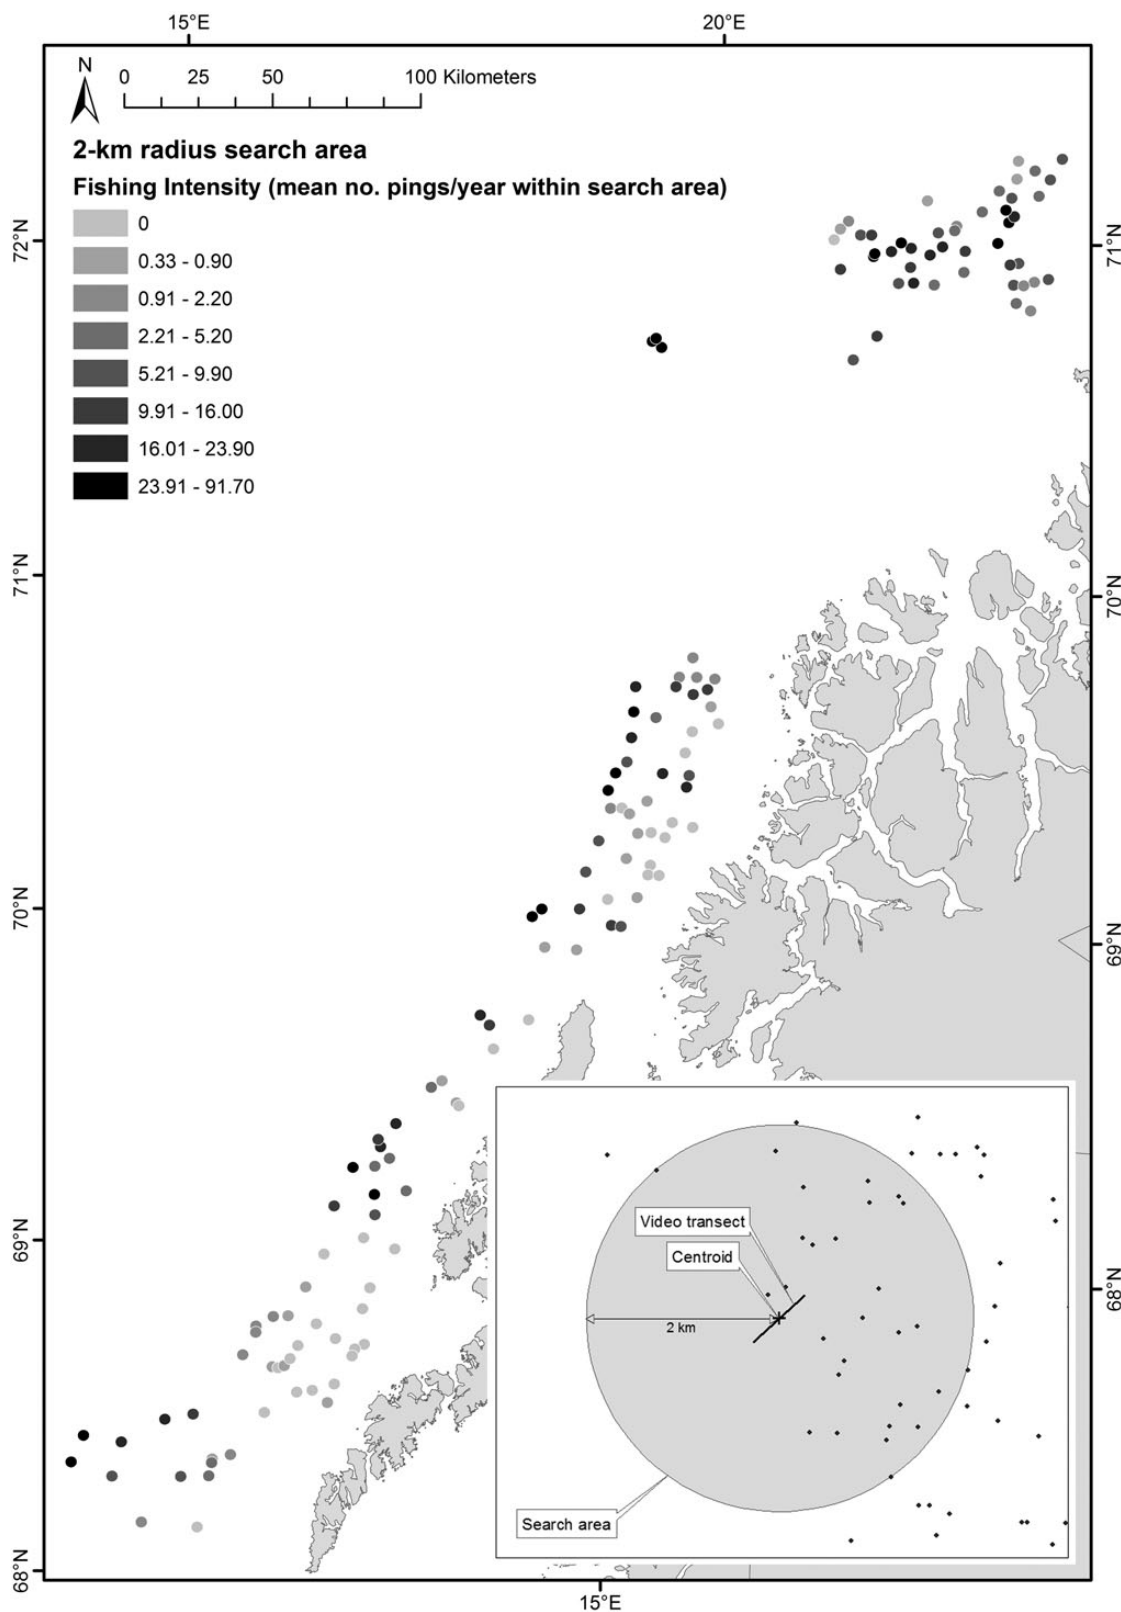 15°E 20°E
N
0 25 50 100 Kilometers
2-km radius search area
Fishing Intensity (mean no. pings/year within search area)
0
0.33 - 0.90
0.91 - 2.20
2.21 - 5.20
5.21 - 9.90
9.91 - 16.00
16.01 - 23.90
23.91 - 91.70
72°N 71°N
71°N 70°N
70°N 69°N
Video transect
Centroid
69°N 68°N
2 km
Search area
68°N
15°E